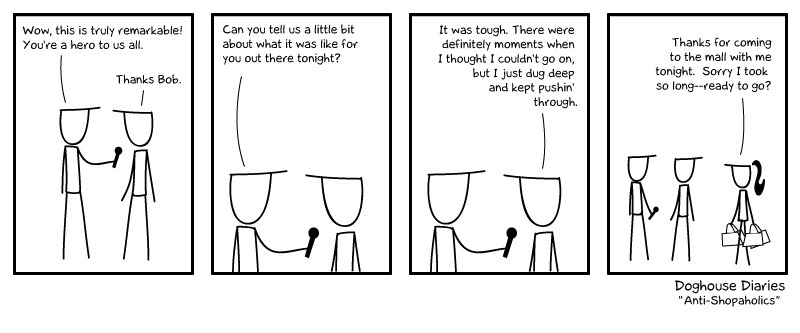 Wow, this is truly remarkable!
You're a hero to us all.
Thanks Bob.
Can you tell us a little bit
about what it was like for
you out there tonight?
It was tough. There were
definitely moments when
I thought I couldn't go on,
but I just dug deep
and kept pushin'
through.
Thanks for coming
to the mall with me
tonight. Sorry I took
so long--ready to go?
Doghouse Diaries
"Anti-Shopaholics"